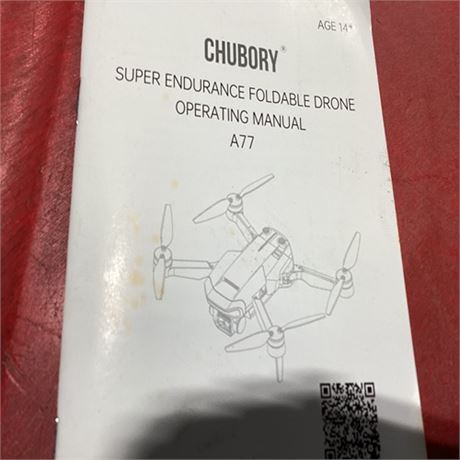 AGE 14+
CHUBORY®
SUPER ENDURANCE FOLDABLE DRONE
OPERATING MANUAL
A77